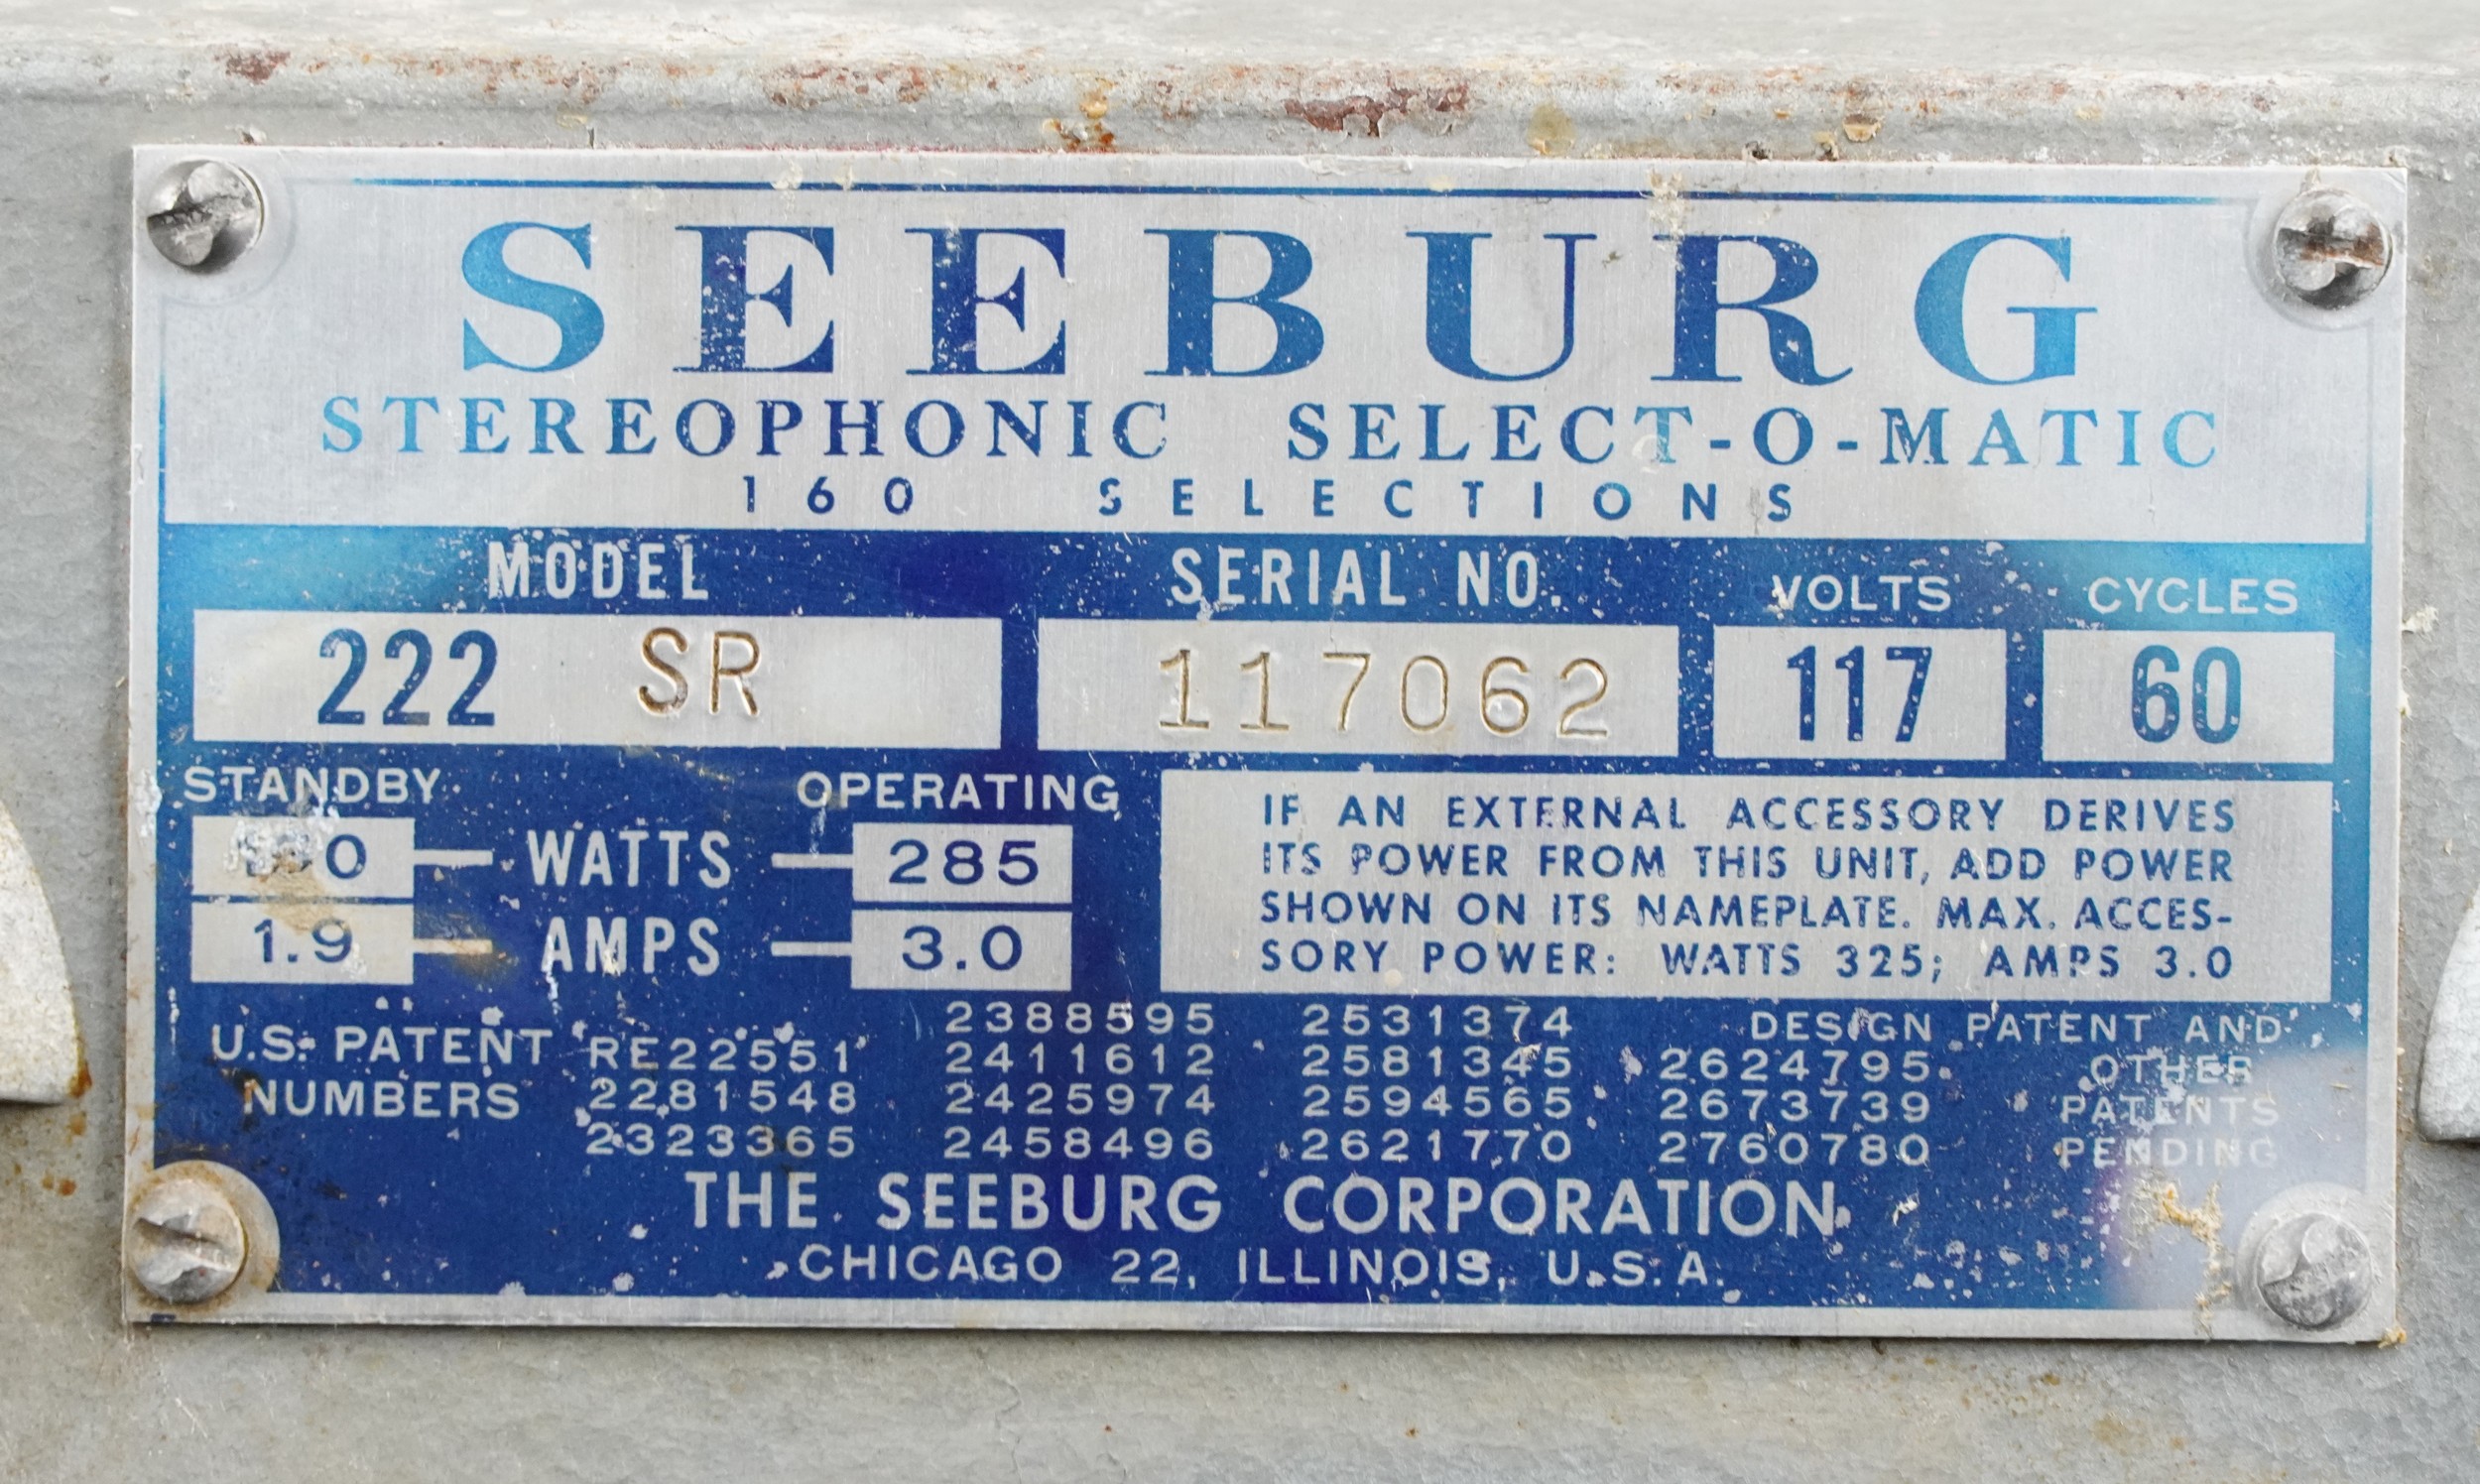 SEEBURG
STEREOPHONIC SELECT-O-MATIC
160 SELECTIONS
MODEL SERIAL NO. VOLTS CYCLES
222 SR 117062 117 60
STANDBY OPERATING
WATTS 285
1.9 AMPS 3.0
IF AN EXTERNAL ACCESSORY DERIVES
ITS POWER FROM THIS UNIT, ADD POWER
SHOWN ON ITS NAMEPLATE. MAX. ACCES-
SORY POWER: WATTS 325; AMPS 3.0
U.S. PATENT
NUMBERS
RE22551
2281548
2323365
2388595
2411612
2425974
2458496
2531374
2581345
2594565
2621770
2624795
2673739
2760780
DESIGN PATENT AND
OTHER
PATENTS
PENDING
THE SEEBURG CORPORATION
CHICAGO 22, ILLINOIS, U.S.A.